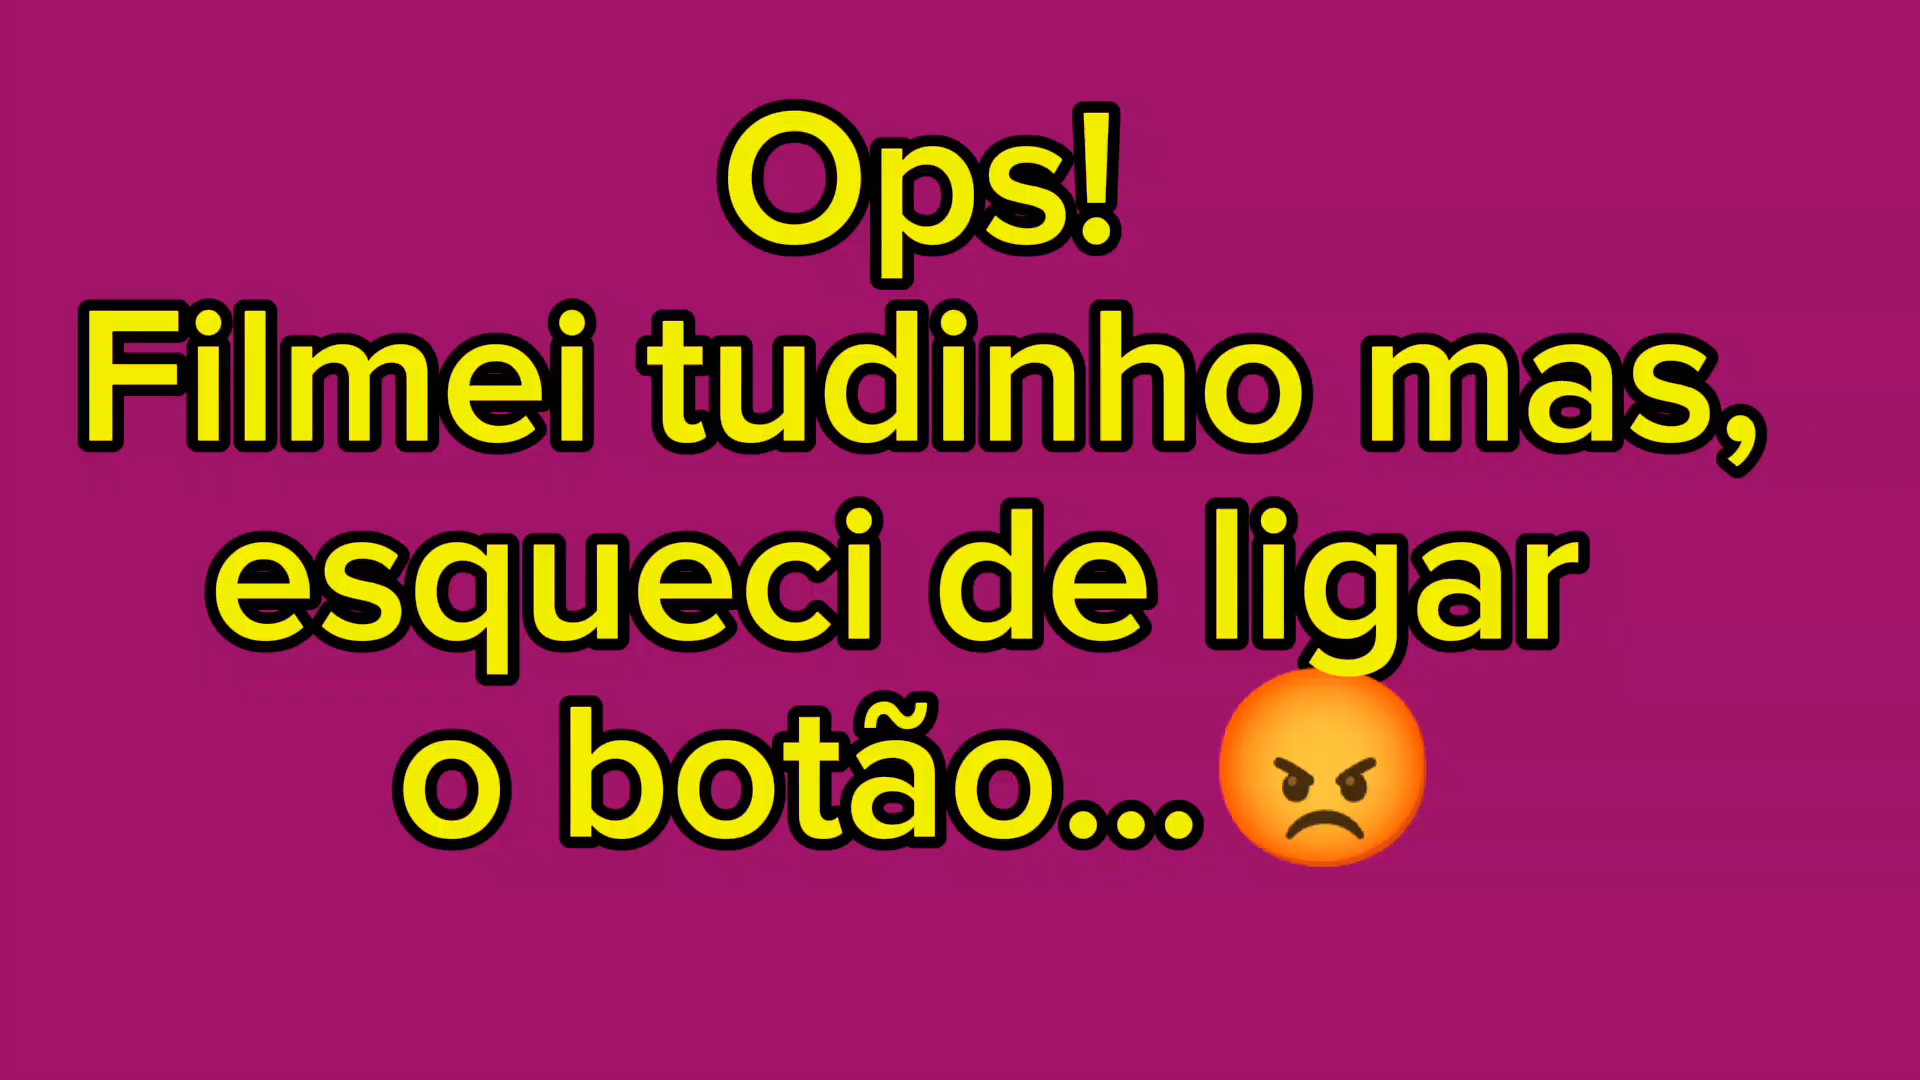 Ops!
Filmei tudinho mas,
esqueci de ligar
o botão...😡